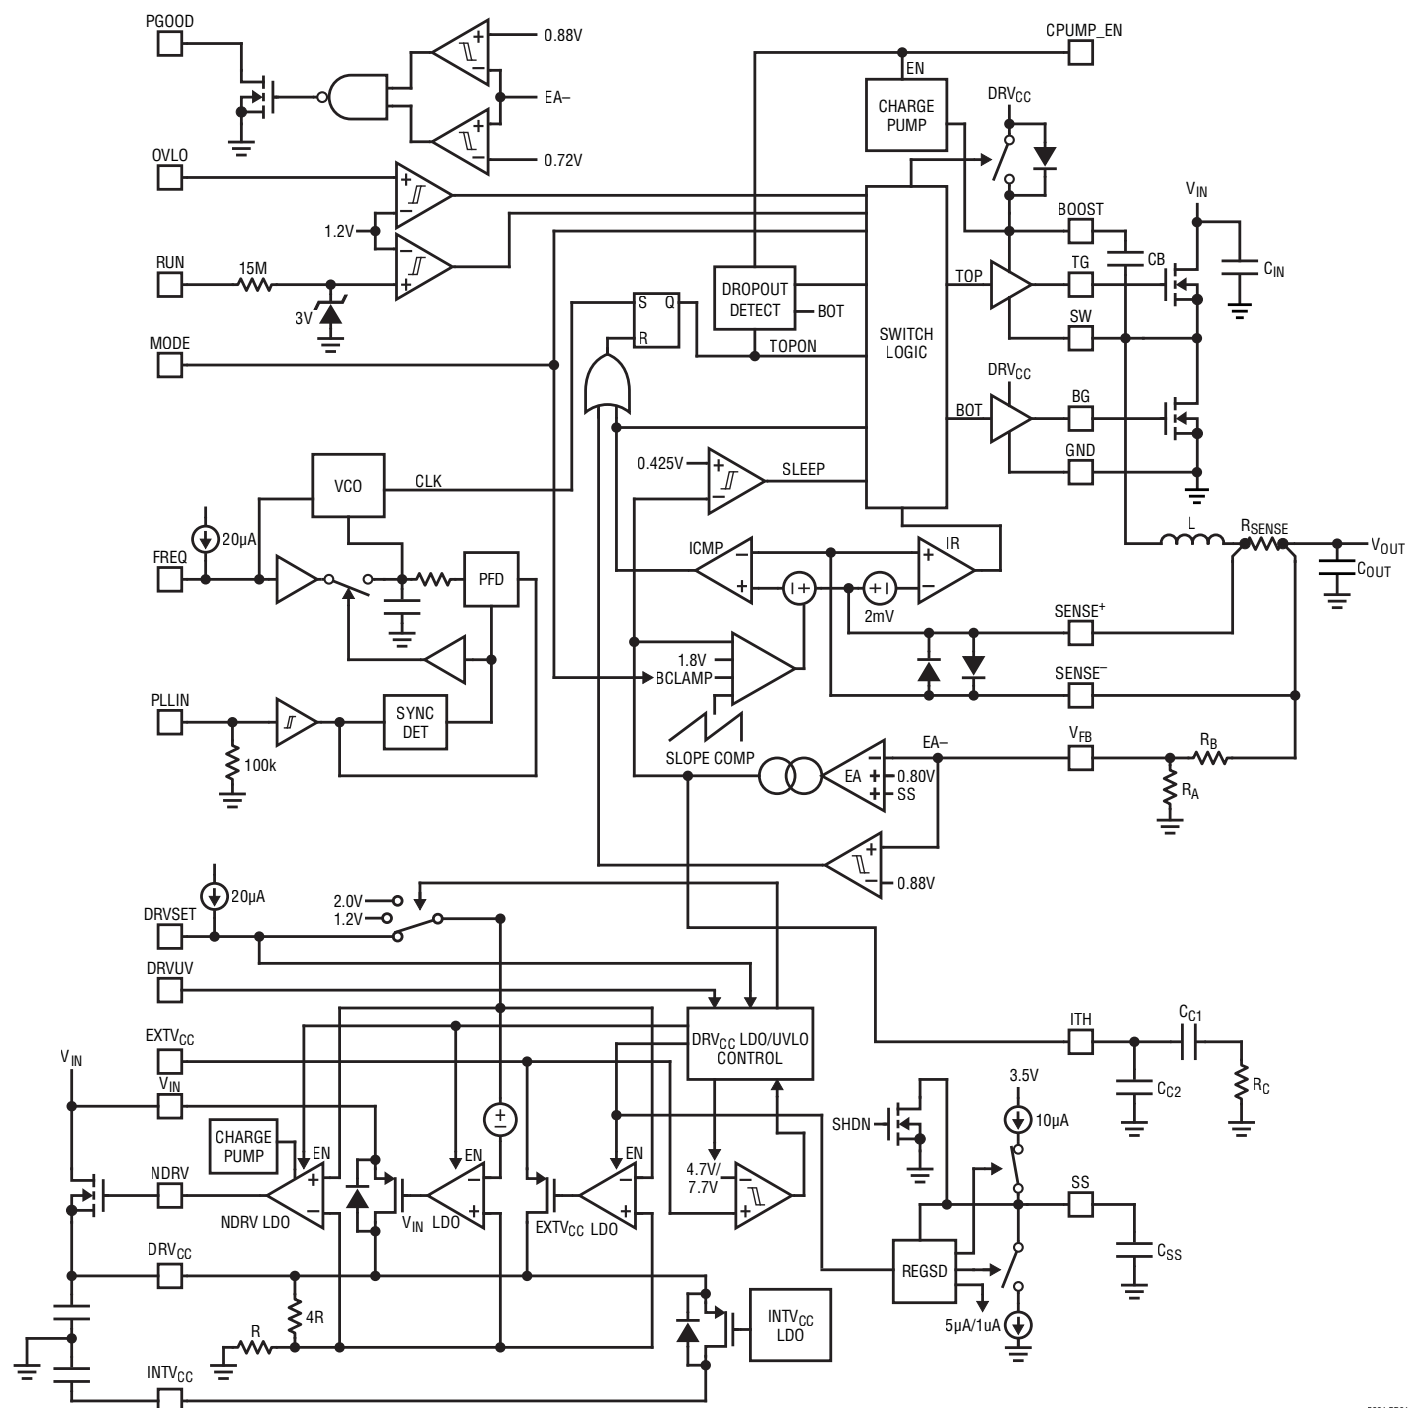 PGOOD
0.88V
EA–
0.72V
CPUMP_EN
EN
CHARGE
PUMP
DRVCC
OVLO
1.2V
RUN
15M
3V
MODE
BOOST
VIN
CB
CIN
TG
TOP
SW
DROPOUT
DETECT
BOT
S Q
R
TOPON
SWITCH
LOGIC
DRVCC
BG
BOT
GND
0.425V
SLEEP
VCO
CLK
20µA
FREQ
PFD
ICMP
IR
2mV
L
RSENSE
VOUT
COUT
SENSE+
SENSE–
1.8V
BCLAMP
SLOPE COMP
PLLIN
SYNC
DET
100k
EA–
EA
0.80V
SS
VFB
RB
RA
0.88V
20µA
DRVSET
2.0V
1.2V
DRVUV
EXTVCC
DRVCC LDO/UVLO
CONTROL
VIN
VIN
CHARGE
PUMP
EN
NDRV
NDRV LDO
EN
VIN LDO
EN
EXTVCC LDO
4.7V/
7.7V
ITH
CC1
CC2
RC
3.5V
10µA
SHDN
SS
CSS
REGSD
5µA/1uA
DRVCC
4R
R
INTVCC
LDO
INTVCC